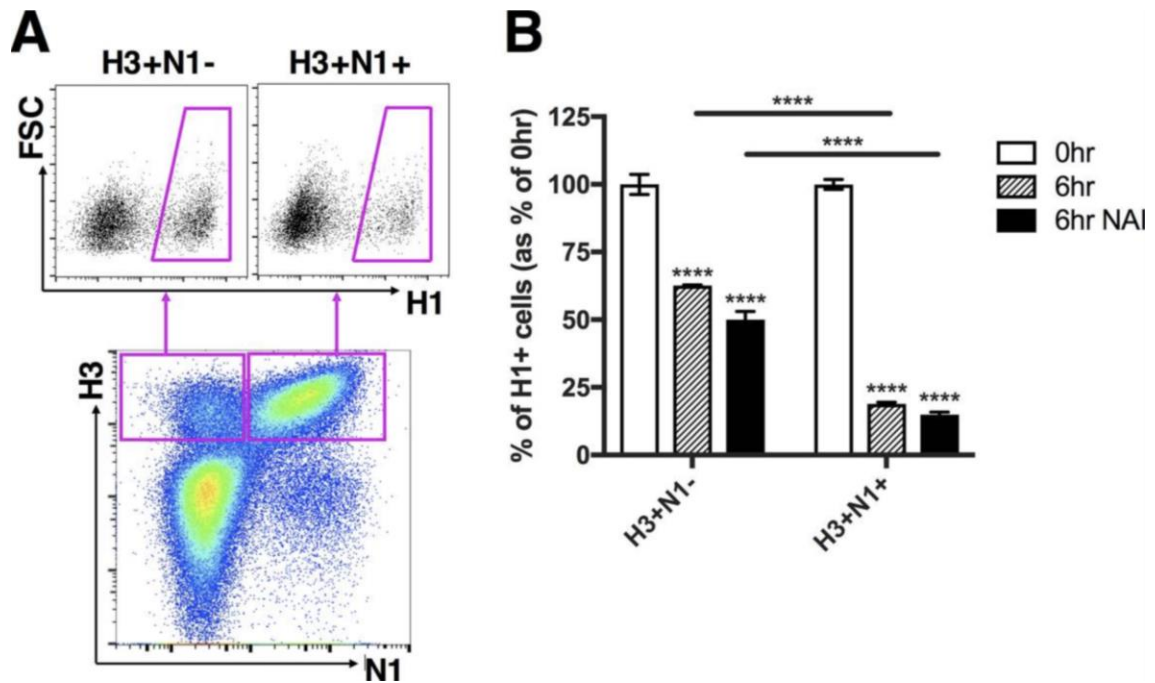 A
H3+N1-
H3+N1+
FSC
H1
H3
N1
B
% of H1+ cells (as % of 0hr)
125
100
75
50
25
0
****
****
****
****
****
****
H3+N1-
H3+N1+
0hr
6hr
6hr NAI